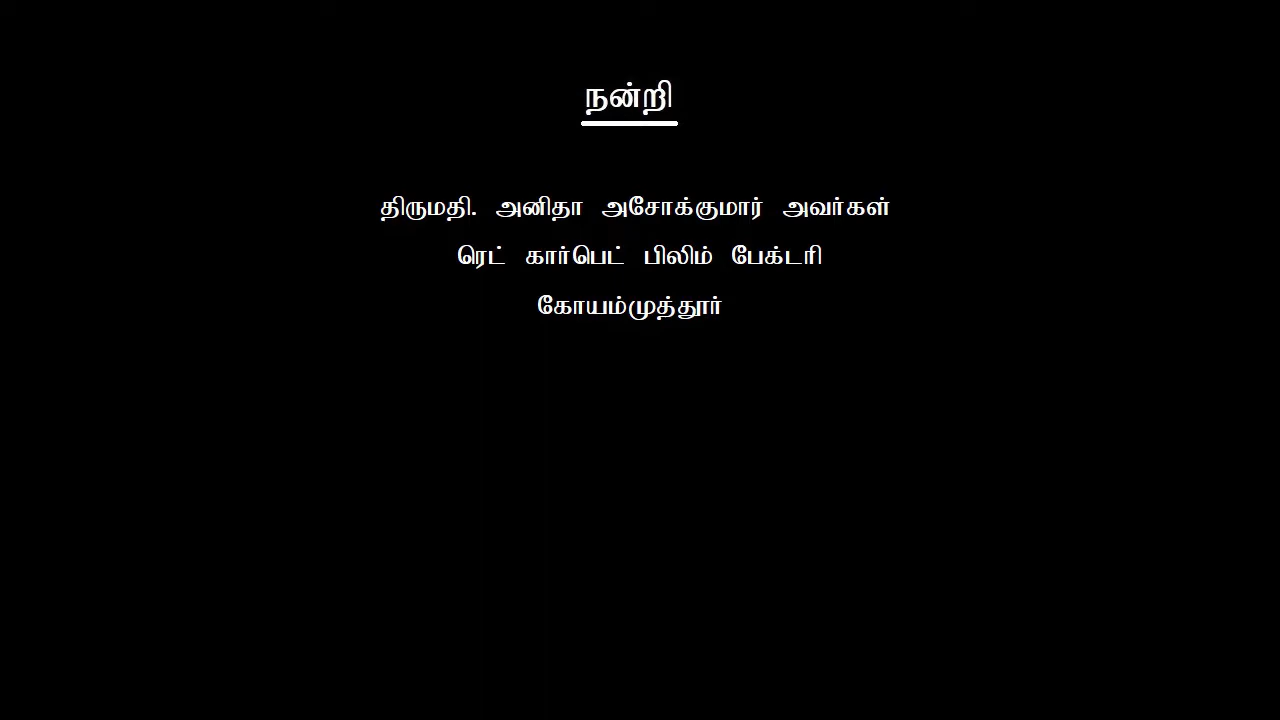 நன்றி
திருமதி. அனிதா அசோக்குமார் அவர்கள்
ரெட் கார்பெட் பிலிம் பேக்டரி
கோயம்முத்தூர்